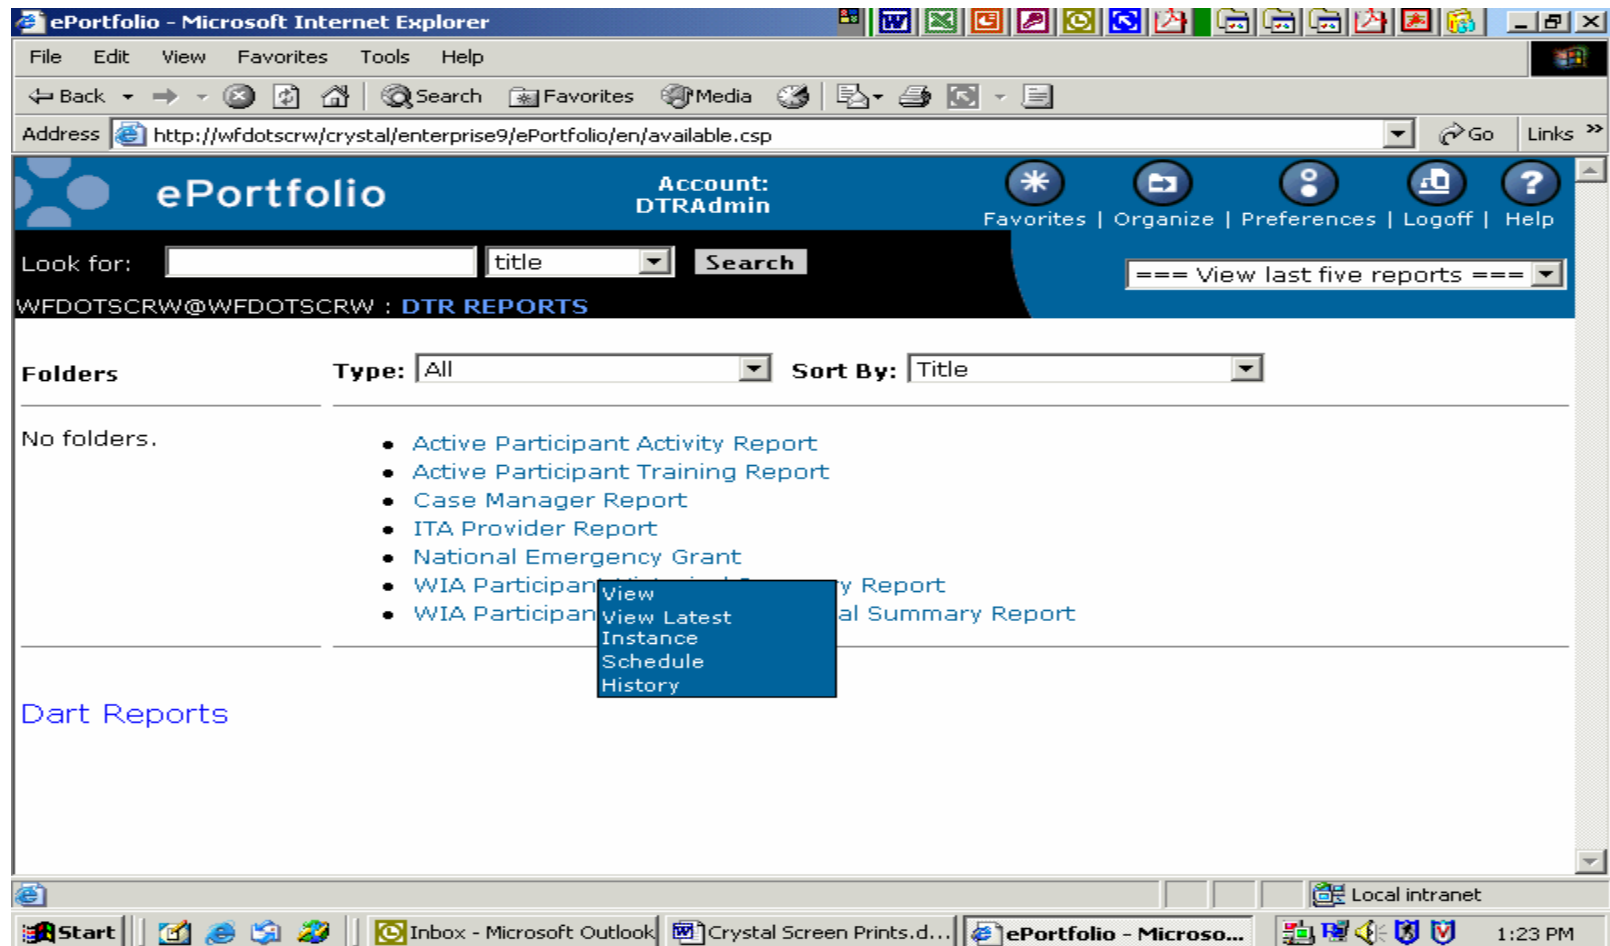 ePortfolio - Microsoft Internet Explorer
File Edit View Favorites Tools Help
Back Search Favorites Media
Address http://wfdotscrw/crystal/enterprise9/ePortfolio/en/available.csp Go Links »
ePortfolio
Account:
DTRAdmin
Favorites | Organize | Preferences | Logoff | Help
Look for: title Search
=== View last five reports ===
WFDOTSCRW@WFDOTSCRW : DTR REPORTS
Folders Type: All Sort By: Title
No folders.
• Active Participant Activity Report
• Active Participant Training Report
• Case Manager Report
• ITA Provider Report
• National Emergency Grant
• WIA Participan y Report
• WIA Participan al Summary Report
View
View Latest
Instance
Schedule
History
Dart Reports
Local intranet
Start Inbox - Microsoft Outlook Crystal Screen Prints.d... ePortfolio - Microso... 1:23 PM